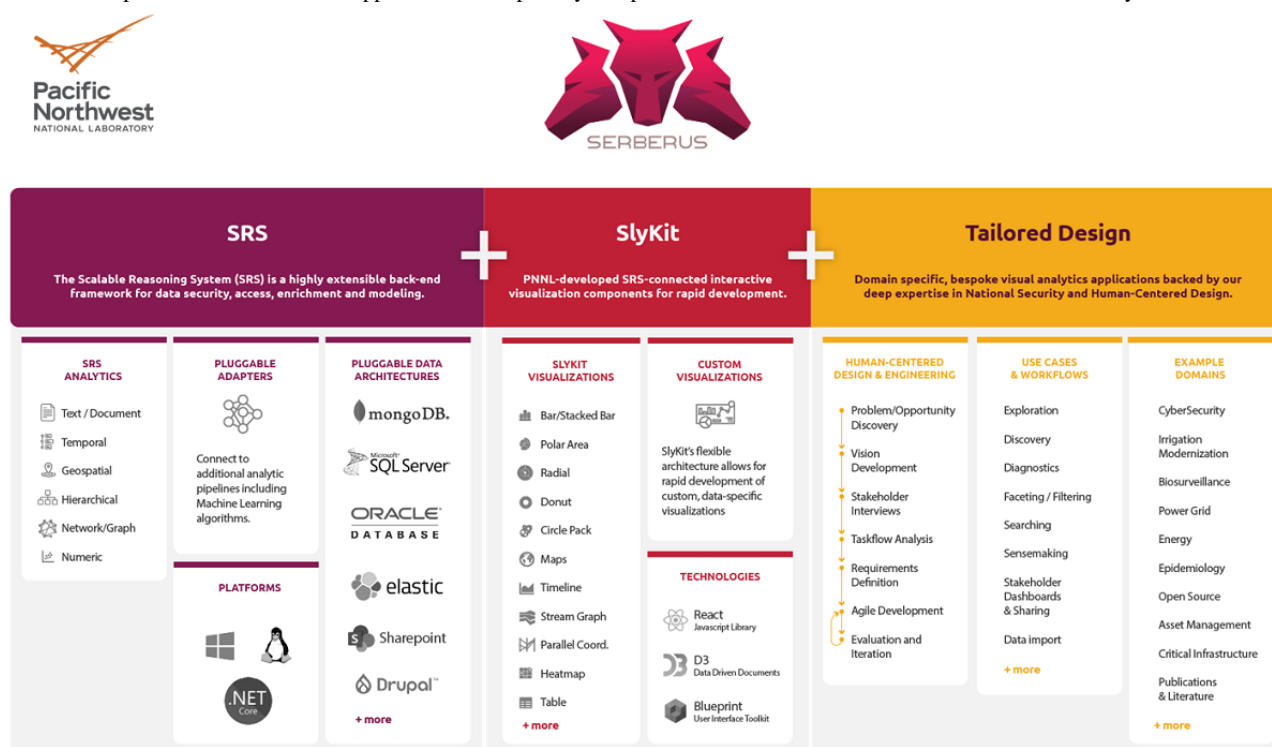 Pacific
Northwest
NATIONAL LABORATORY
SERBERUS
SRS
The Scalable Reasoning System (SRS) is a highly extensible back-end
framework for data security, access, enrichment and modeling.
SlyKit
PNNL-developed SRS-connected interactive
visualization components for rapid development.
Tailored Design
Domain specific, bespoke visual analytics applications backed by our
deep expertise in National Security and Human-Centered Design.
SRS
ANALYTICS
Text / Document
Temporal
Geospatial
Hierarchical
Network/Graph
Numeric
PLUGGABLE
ADAPTERS
Connect to
additional analytic
pipelines including
Machine Learning
algorithms.
PLATFORMS
.NET
Core
PLUGGABLE DATA
ARCHITECTURES
mongoDB.
Microsoft
SQL Server
ORACLE
DATABASE
elastic
S
Sharepoint
Drupal™
+ more
SLYKIT
VISUALIZATIONS
Bar/Stacked Bar
Polar Area
Radial
Donut
Circle Pack
Maps
Timeline
Stream Graph
Parallel Coord.
Heatmap
Table
+ more
CUSTOM
VISUALIZATIONS
SlyKit's flexible
architecture allows for
rapid development of
custom, data-specific
visualizations
TECHNOLOGIES
React
Javascript Library
D3
D3
Data Driven Documents
Blueprint
User Interface Toolkit
HUMAN-CENTERED
DESIGN & ENGINEERING
Problem/Opportunity
Discovery
Vision
Development
Stakeholder
Interviews
Taskflow Analysis
Requirements
Definition
Agile Development
Evaluation and
Iteration
USE CASES
& WORKFLOWS
Exploration
Discovery
Diagnostics
Faceting / Filtering
Searching
Sensemaking
Stakeholder
Dashboards
& Sharing
Data import
+ more
EXAMPLE
DOMAINS
CyberSecurity
Irrigation
Modernization
Biosurveillance
Power Grid
Energy
Epidemiology
Open Source
Asset Management
Critical Infrastructure
Publications
& Literature
+ more